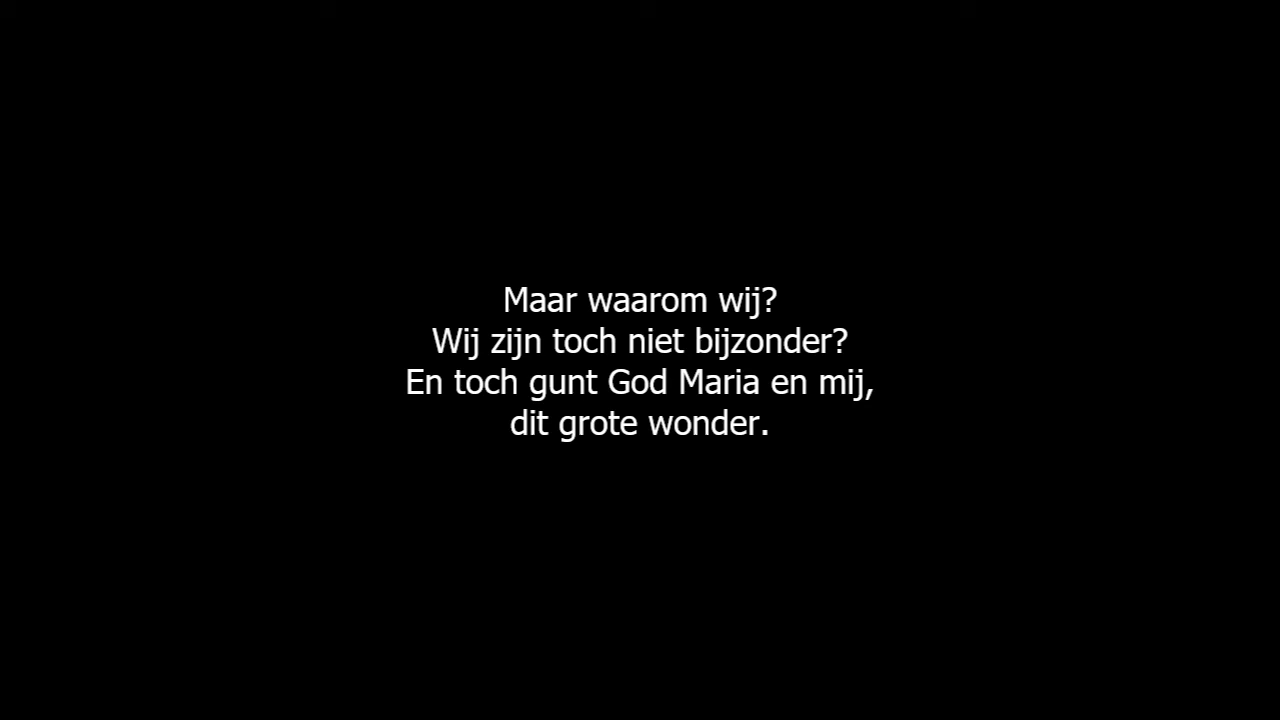 Maar waarom wij?
Wij zijn toch niet bijzonder?
En toch gunt God Maria en mij,
dit grote wonder.